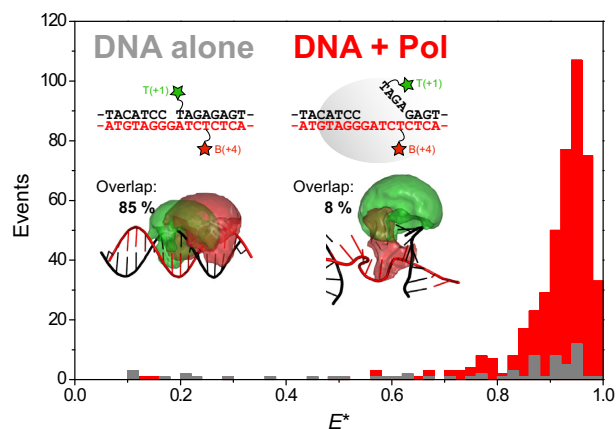 DNA alone
DNA + Pol
T(+1)
-TACATCC TAGAGAGT-
-ATGTAGGGATCTCTCA-
B(+4)
T(+1)
TAGA
-TACATCC GAGT-
-ATGTAGGGATCTCTCA-
B(+4)
Overlap:
85 %
Overlap:
8 %
Events
120
100
80
60
40
20
0
0.0 0.2 0.4 0.6 0.8 1.0
E*